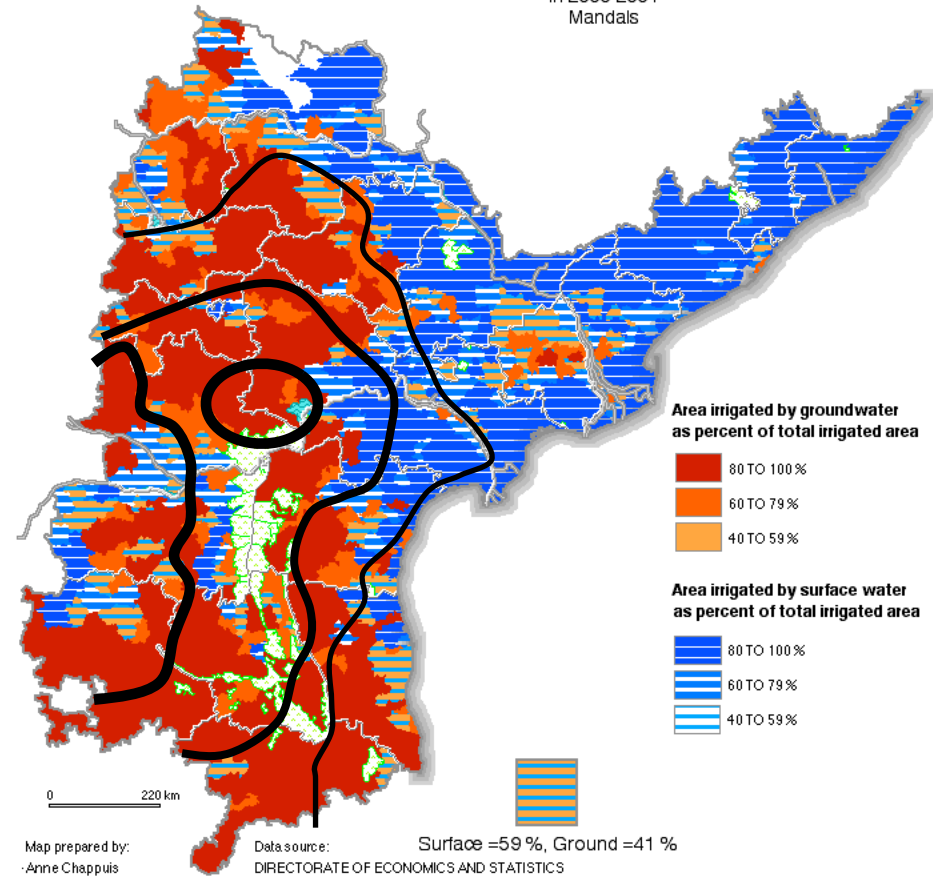 Mandals
Area irrigated by groundwater
as percent of total irrigated area
80 TO 100 %
60 TO 79 %
40 TO 59 %
Area irrigated by surface water
as percent of total irrigated area
80 TO 100 %
60 TO 79 %
40 TO 59 %
0 220 km
Surface =59 %, Ground =41 %
Map prepared by:
Anne Chappuis
Data source:
DIRECTORATE OF ECONOMICS AND STATISTICS